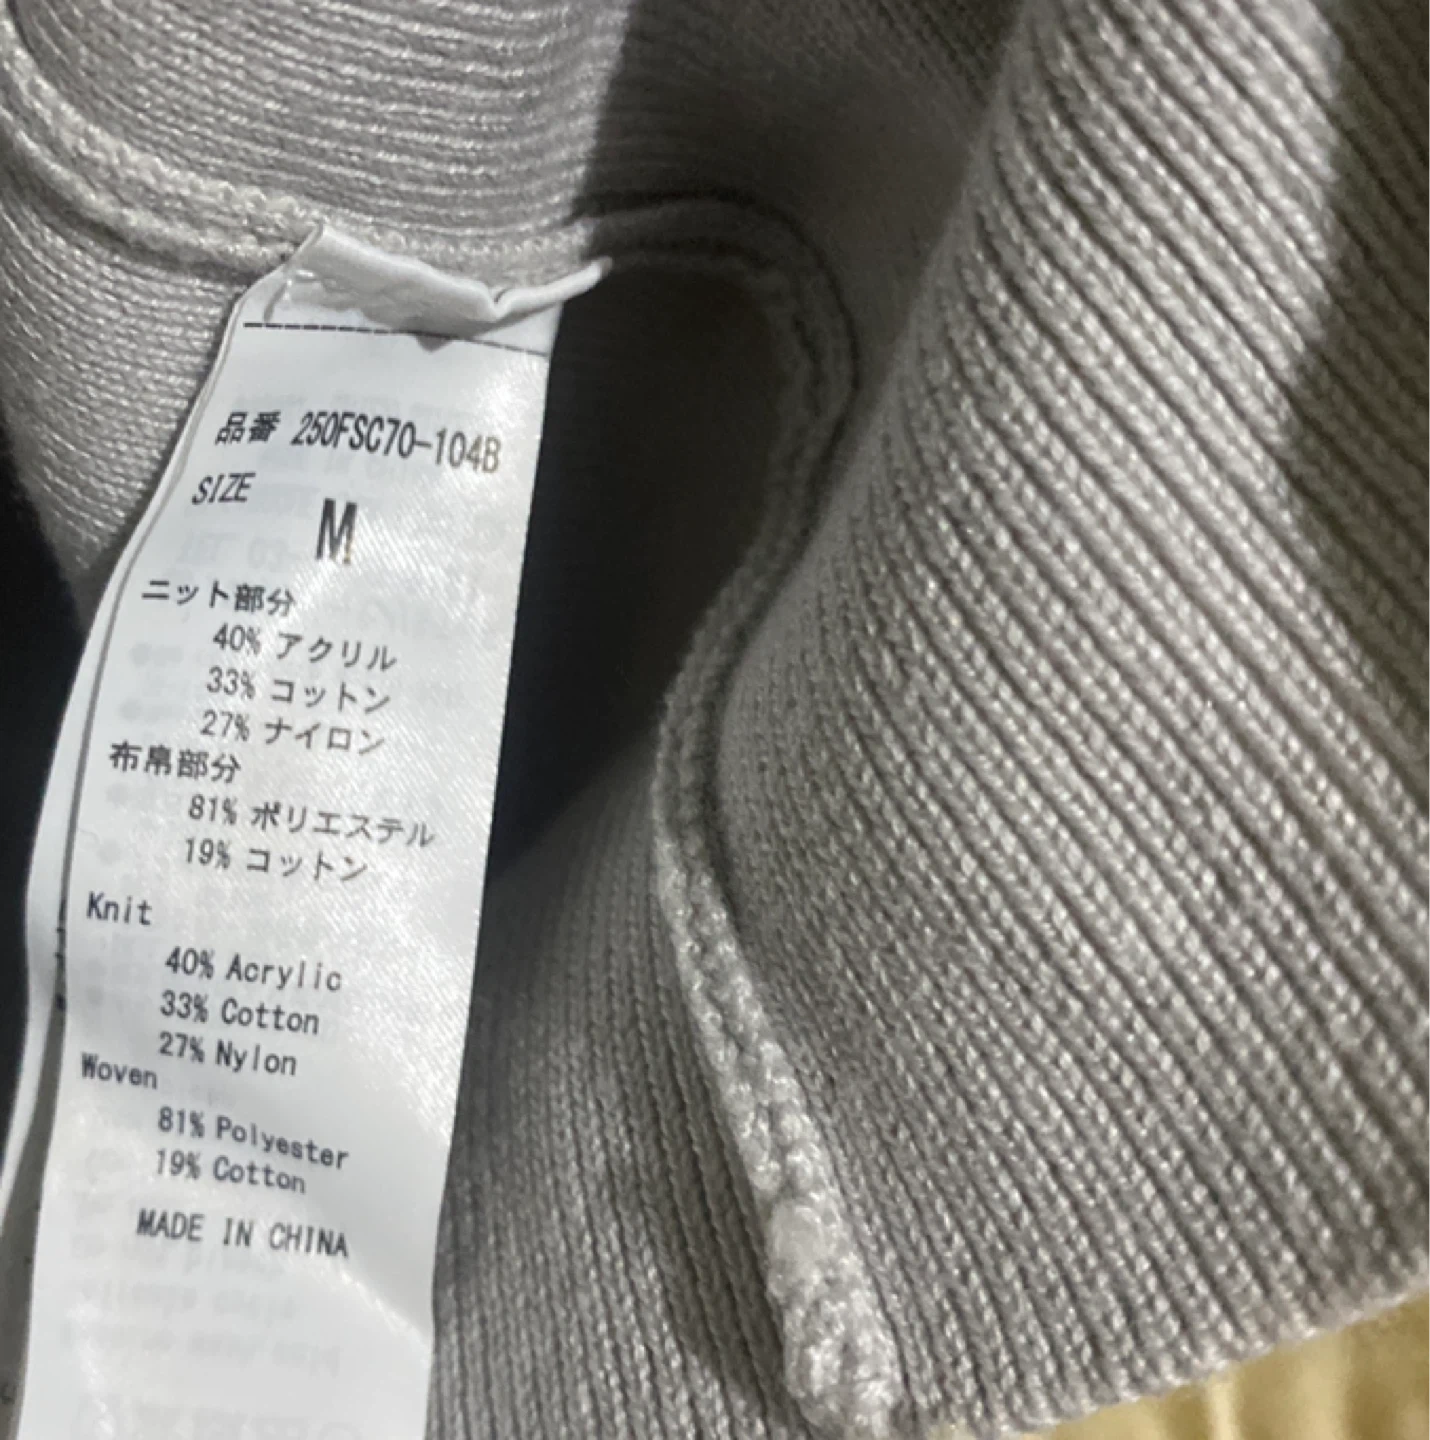 品番 250FSC70-104B
SIZE
M
ニット部分
40% アクリル
33% コットン
27% ナイロン
布帛部分
81% ポリエステル
19% コットン
Knit
40% Acrylic
33% Cotton
27% Nylon
Woven
81% Polyester
19% Cotton
MADE IN CHINA